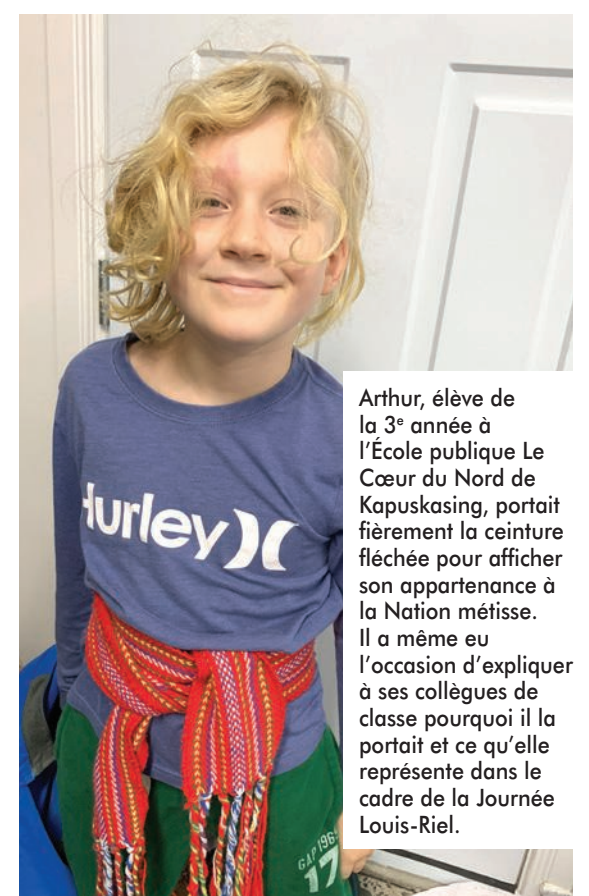 Hurley
GAP 1969
17
Arthur, élève de
la 3e année à
l’École publique Le
Cœur du Nord de
Kapuskasing, portait
fièrement la ceinture
fléchée pour afficher
son appartenance à
la Nation métisse.
Il a même eu
l’occasion d’expliquer
à ses collègues de
classe pourquoi il la
portait et ce qu’elle
représente dans le
cadre de la Journée
Louis-Riel.